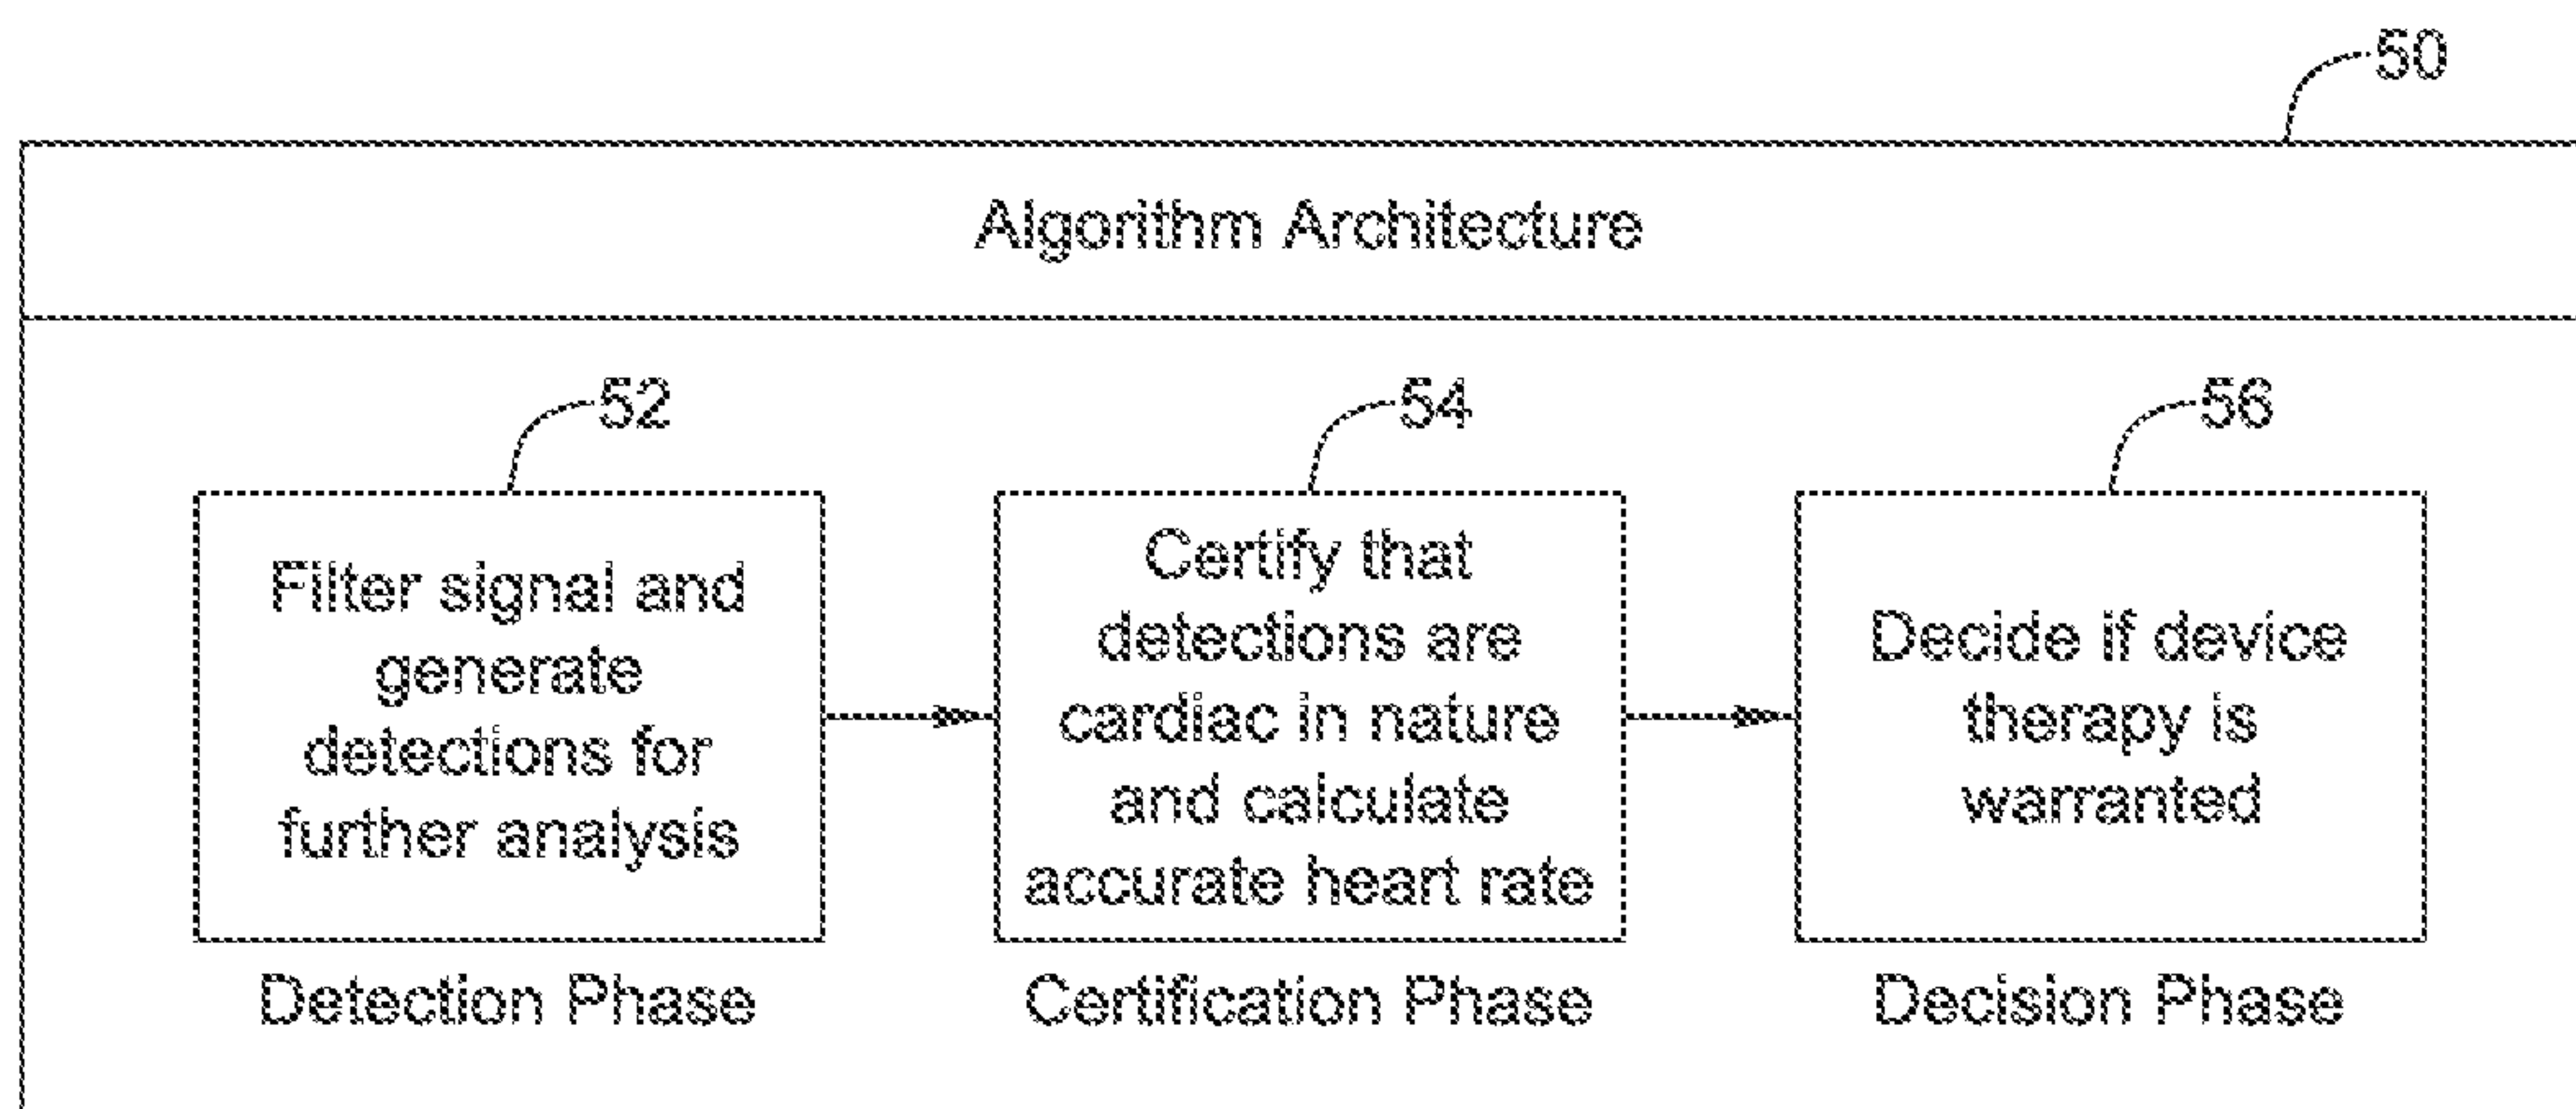 50
Algorithm Architecture
52
54
56
Filter signal and
generate
detections for
further analysis
Certify that
detections are
cardiac in nature
and calculate
accurate heart rate
Decide if device
therapy is
warranted
Detection Phase
Certification Phase
Decision Phase